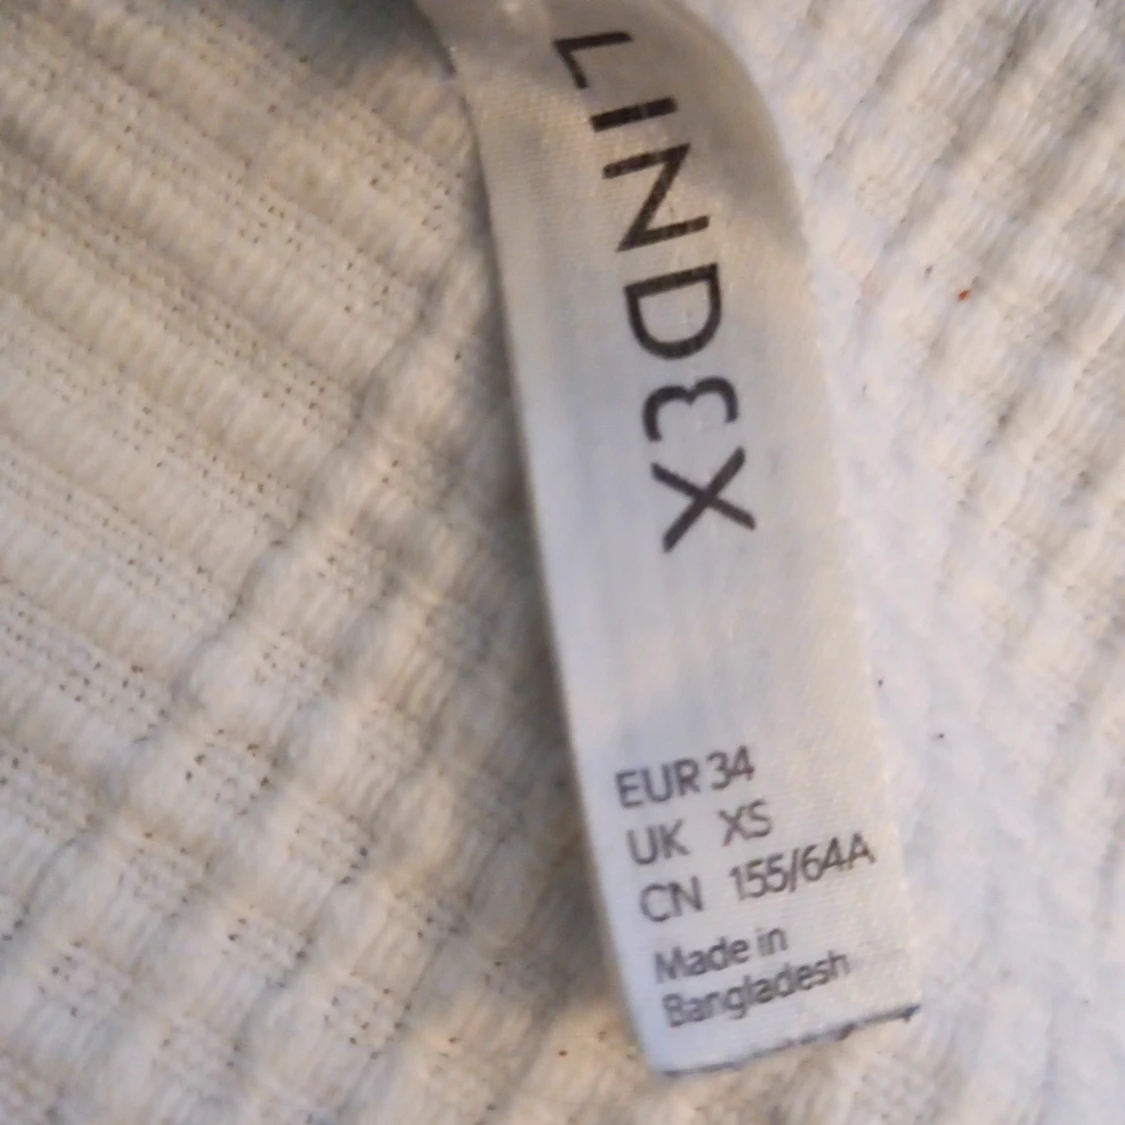 LINDEX
EUR 34
UK XS
CN 155/64A
Made in
Bangladesh